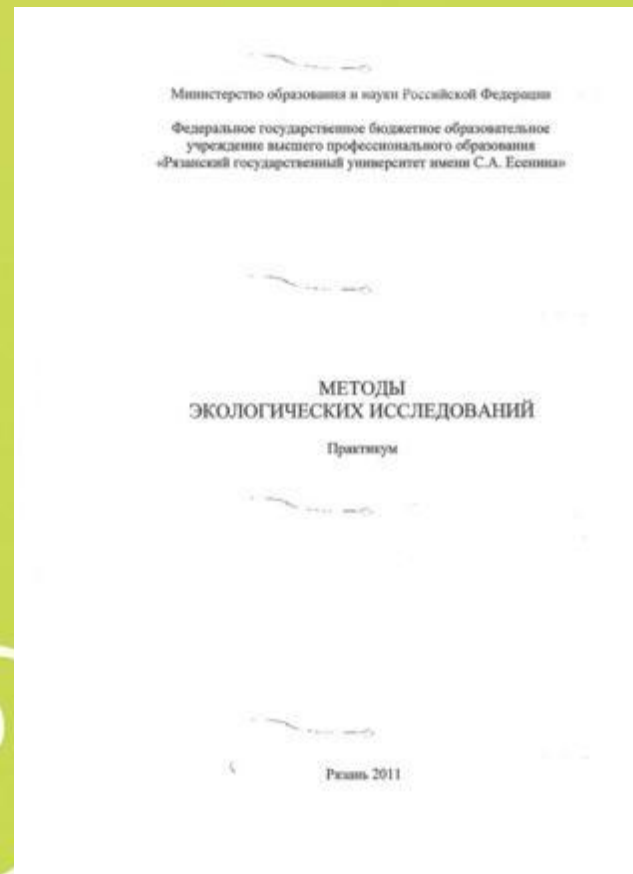 Министерство образования и науки Российской Федерации
Федеральное государственное бюджетное образовательное
учреждение высшего профессионального образования
«Рязанский государственный университет имени С.А. Есенина»
МЕТОДЫ
ЭКОЛОГИЧЕСКИХ ИССЛЕДОВАНИЙ
Практикум
Рязань 2011